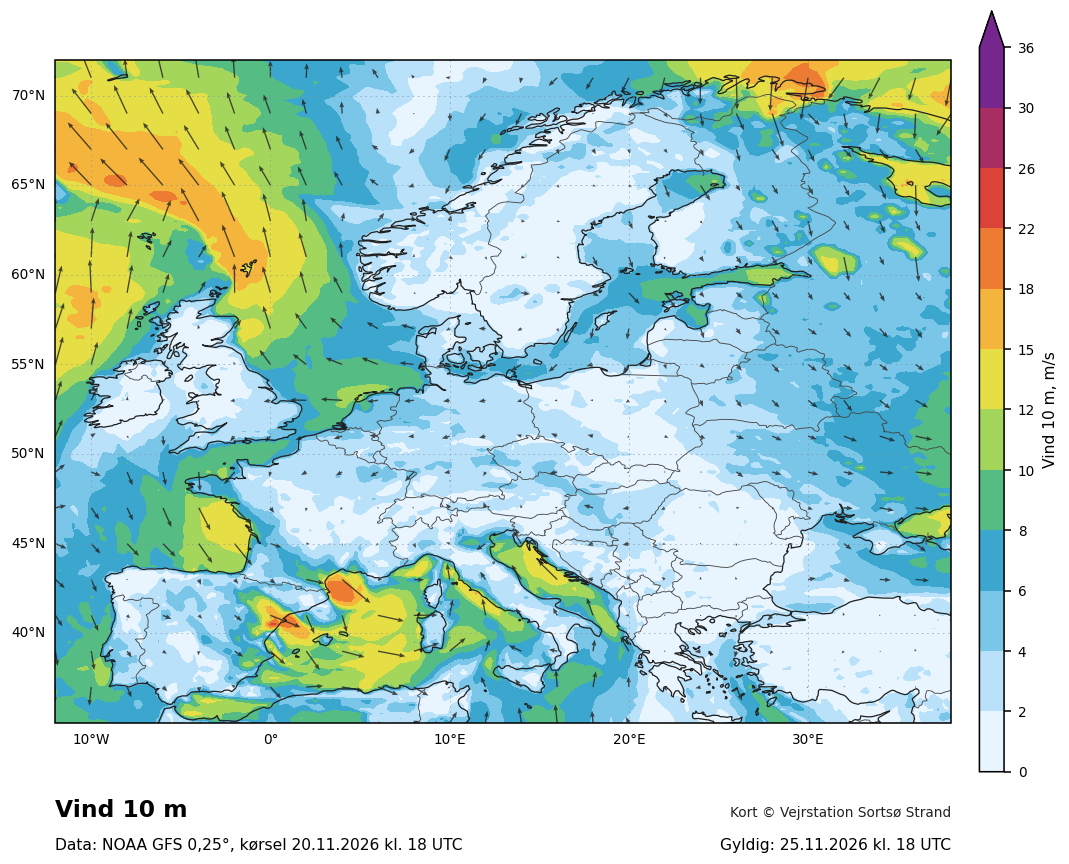 36
30
26
22
18
15
12
10
8
6
4
2
0
Vind 10 m, m/s
70°N
65°N
60°N
55°N
50°N
45°N
40°N
10°W
0°
10°E
20°E
30°E
Vind 10 m
Kort © Vejrstation Sortsø Strand
Data: NOAA GFS 0,25°, kørsel 20.11.2026 kl. 18 UTC
Gyldig: 25.11.2026 kl. 18 UTC